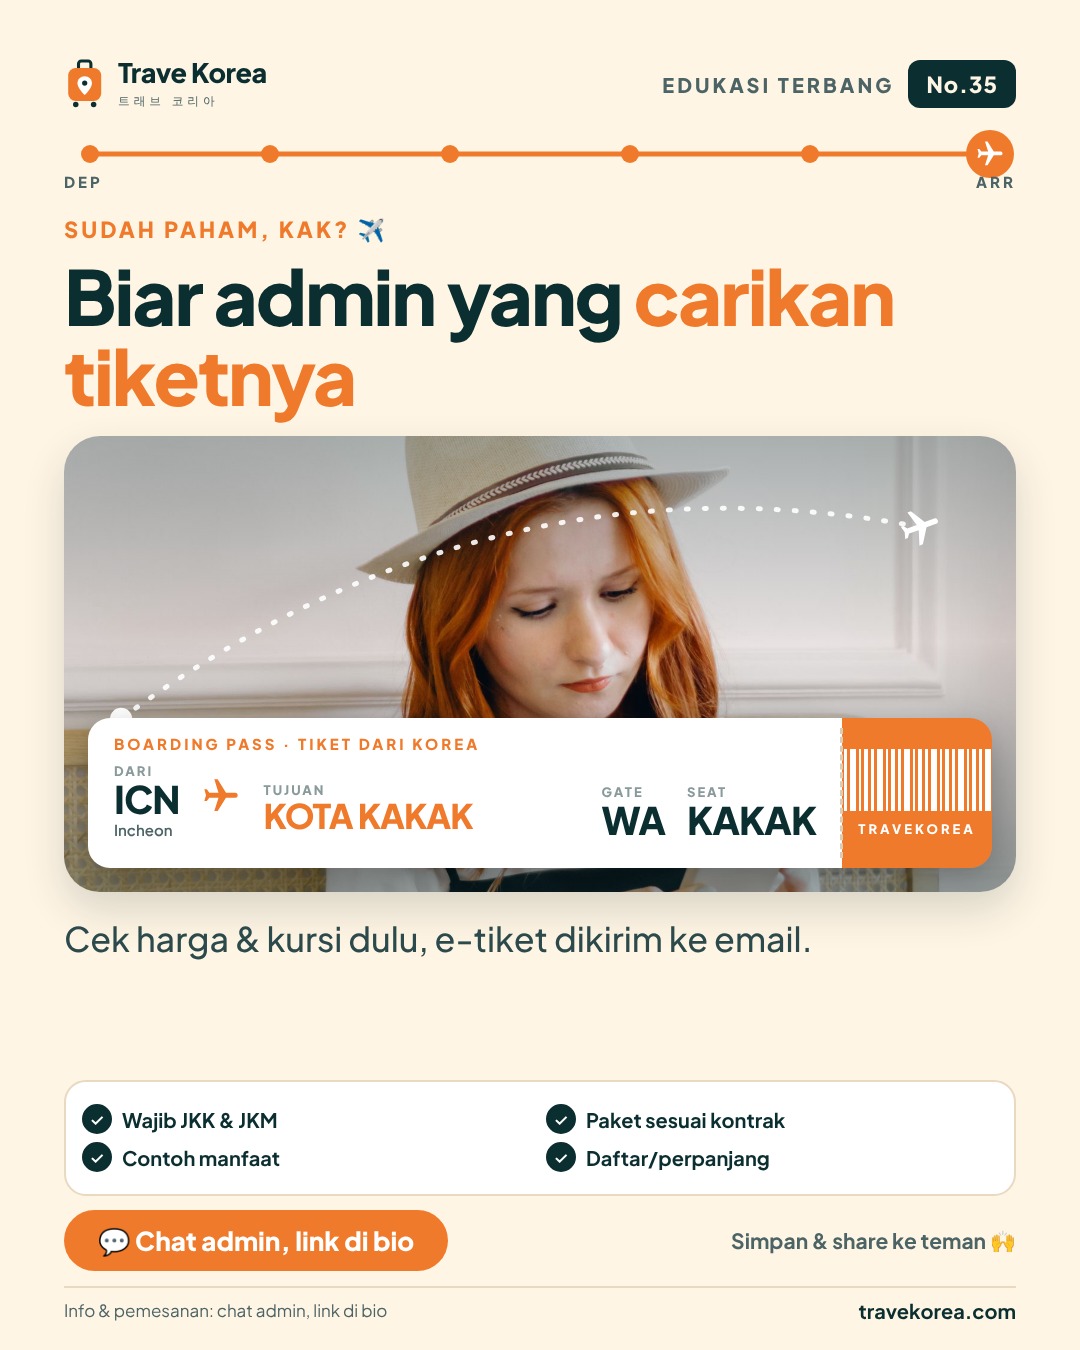 Trave Korea
트래브 코리아
EDUKASI TERBANG
No.35
DEP
ARR
SUDAH PAHAM, KAK? ✈️
Biar admin yang carikan
tiketnya
BOARDING PASS · TIKET DARI KOREA
DARI
ICN
Incheon
TUJUAN
KOTA KAKAK
GATE
WA
SEAT
KAKAK
TRAVEKOREA
Cek harga & kursi dulu, e-tiket dikirim ke email.
Wajib JKK & JKM
Paket sesuai kontrak
Contoh manfaat
Daftar/perpanjang
💬 Chat admin, link di bio
Simpan & share ke teman 🙌
Info & pemesanan: chat admin, link di bio
travekorea.com